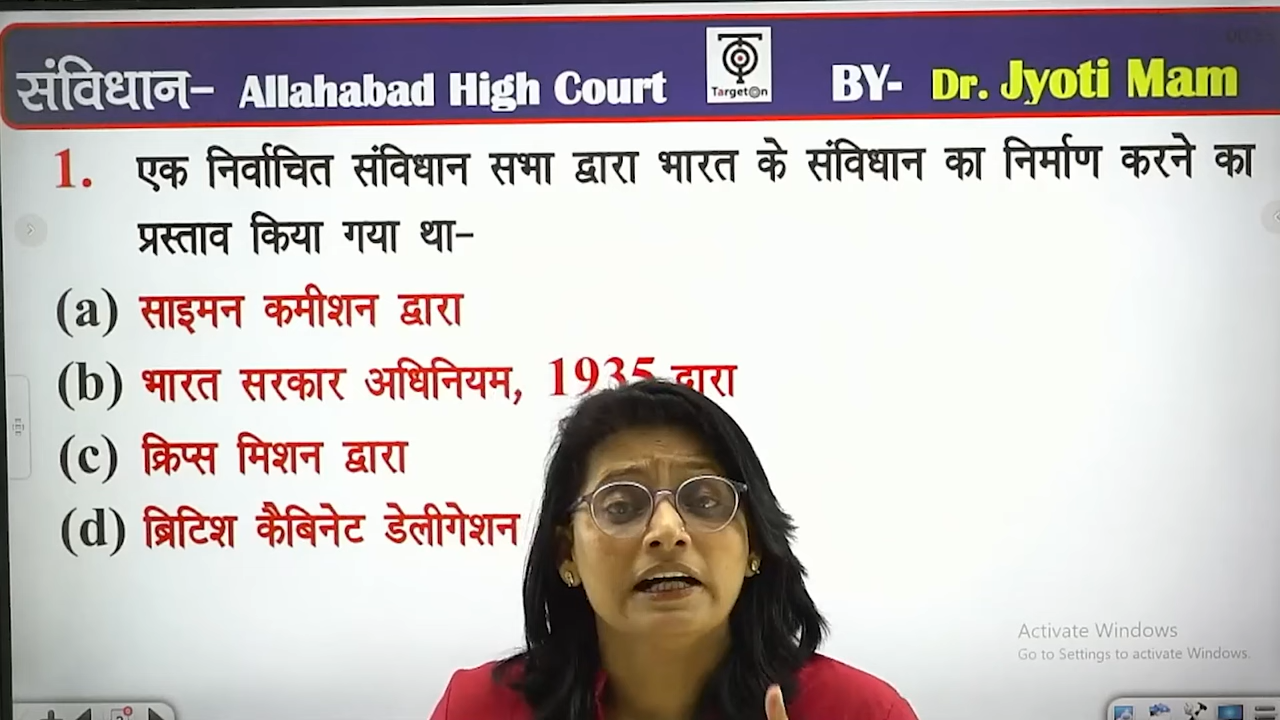 संविधान- Allahabad High Court TargetOn BY- Dr. Jyoti Mam
1. एक निर्वाचित संविधान सभा द्वारा भारत के संविधान का निर्माण करने का
प्रस्ताव किया गया था-
(a) साइमन कमीशन द्वारा
(b) भारत सरकार अधिनियम, 1935 द्वारा
(c) क्रिप्स मिशन द्वारा
(d) ब्रिटिश कैबिनेट डेलीगेशन
Activate Windows
Go to Settings to activate Windows.